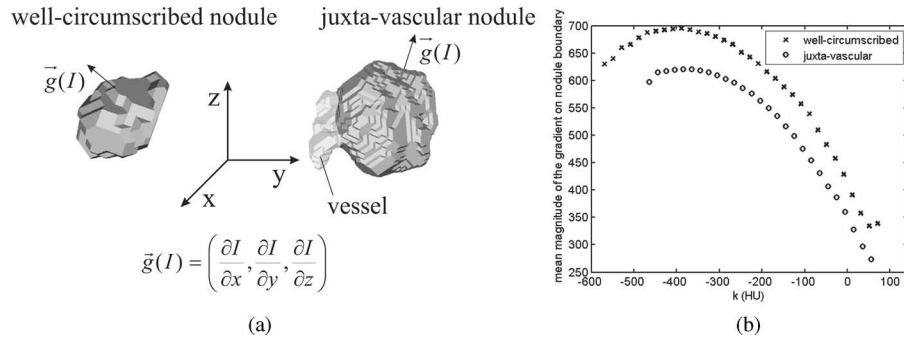 well-circumscribed nodule
juxta-vascular nodule
g⃗(I)
g⃗(I)
z
y
x
vessel
g⃗(I) = (∂I/∂x, ∂I/∂y, ∂I/∂z)
(a)
mean magnitude of the gradient on nodule boundary
700
650
600
550
500
450
400
350
300
250
well-circumscribed
juxta-vascular
-600 -500 -400 -300 -200 -100 0 100
k (HU)
(b)